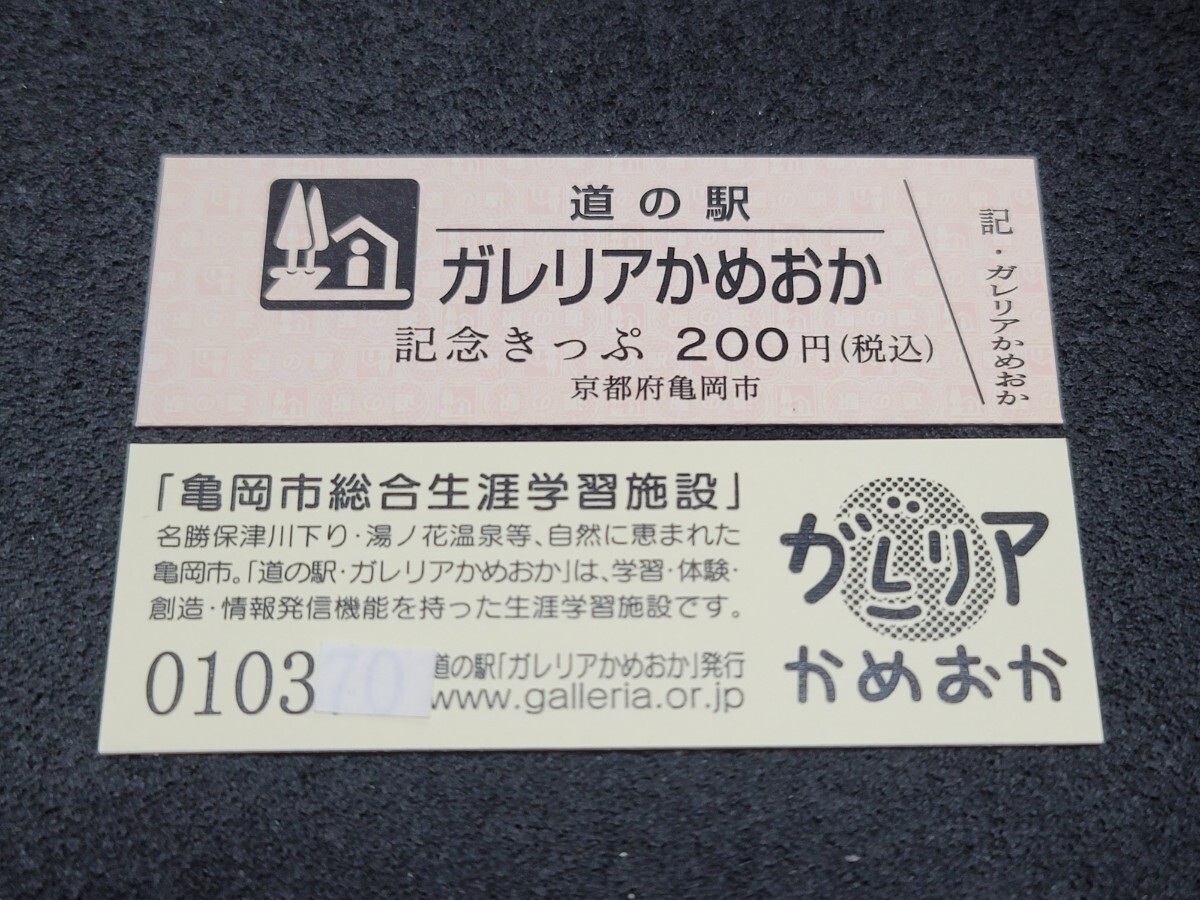 道の駅
ガレリアかめおか
記念きっぷ 200円(税込)
京都府亀岡市
記・ガレリアかめおか
「亀岡市総合生涯学習施設」
名勝保津川下り・湯ノ花温泉等、自然に恵まれた
亀岡市。「道の駅・ガレリアかめおか」は、学習・体験・
創造・情報発信機能を持った生涯学習施設です。
010370
道の駅「ガレリアかめおか」発行
www.galleria.or.jp
ガレリア
かめおか